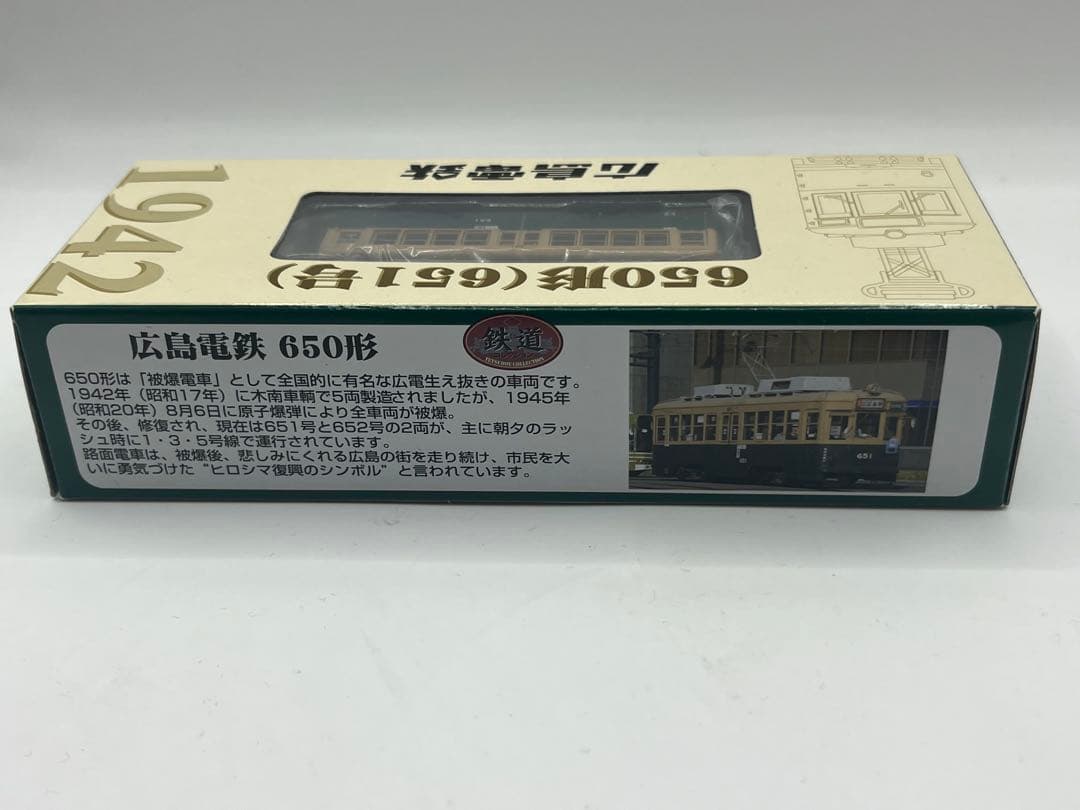 広島電鉄
1942
651
650形(651号)
広島電鉄 650形
鉄道
コレクション
TETSUDOU COLLECTION
650形は「被爆電車」として全国的に有名な広電生え抜きの車両です。
1942年（昭和17年）に木南車輌で5両製造されましたが、1945年
（昭和20年）8月6日に原子爆弾により全車両が被爆。
その後、修復され、現在は651号と652号の2両が、主に朝夕のラッ
シュ時に1・3・5号線で運行されています。
路面電車は、被爆後、悲しみにくれる広島の街を走り続け、市民を大
いに勇気づけた“ヒロシマ復興のシンボル”と言われています。
651